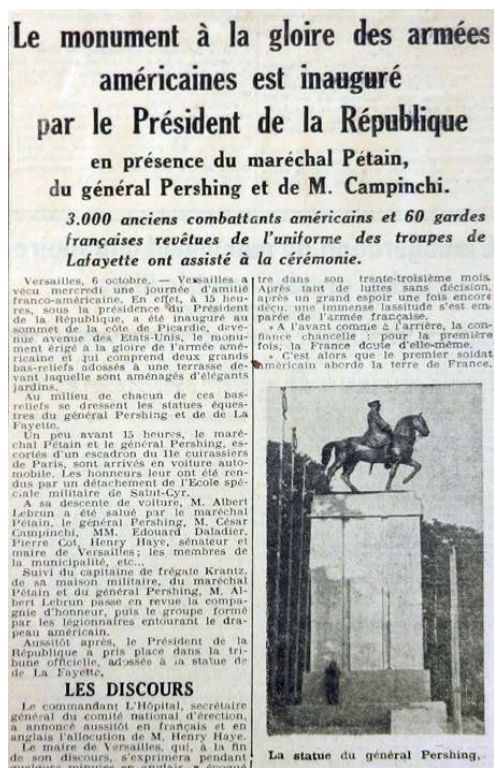 Le monument à la gloire des armées
américaines est inauguré
par le Président de la République
en présence du maréchal Pétain,
du général Pershing et de M. Campinchi.
3.000 anciens combattants américains et 60 gardes
françaises revêtues de l'uniforme des troupes de
Lafayette ont assisté à la cérémonie.
Versailles, 6 octobre. — Versailles a
vécu mercredi une journée d'amitié
franco-américaine. En effet, à 15 heu-
res, sous la présidence du Président
de la République, a été inauguré au
sommet de la côte de Picardie, deve-
nue avenue des Etats-Unis, le monu-
ment érigé à la gloire de l'armée amé-
ricaine et qui comprend deux grands
bas-reliefs adossés à une terrasse de-
vant laquelle sont aménagés d'élégants
jardins.
Au milieu de chacun de ces bas-
reliefs se dressent les statues éques-
tres du général Pershing et de de La
Fayette.
Un peu avant 15 heures, le maré-
chal Pétain et le général Pershing, es-
cortés d'un escadron du 11e cuirassiers
de Paris, sont arrivés en voiture auto-
mobile. Les honneurs leur ont été ren-
dus par un détachement de l'Ecole spé-
ciale militaire de Saint-Cyr.
A sa descente de voiture, M. Albert
Lebrun a été salué par le maréchal
Pétain, le général Pershing, M. César
Campinchi, MM. Edouard Daladier,
Pierre Cot, Henry Haye, sénateur et
maire de Versailles ; les membres de
la municipalité, etc...
Suivi du capitaine de frégate Krantz,
de sa maison militaire, du maréchal
Pétain et du général Pershing, M. Al-
bert Lebrun passe en revue la compa-
gnie d'honneur, puis le groupe formé
par les légionnaires entourant le dra-
peau américain.
Aussitôt après, le Président de la
République a pris place dans la tri-
bune officielle, adossée à la statue de
de La Fayette.
LES DISCOURS
Le commandant L'Hôpital, secrétaire
général du comité national d'érection,
a annoncé aussitôt en français et en
anglais l'allocution de M. Henry Haye.
Le maire de Versailles, qui, à la fin
de son discours, s'exprimera pendant
quelques minutes en anglais, a évoqué
tre dans son trente-troisième mois.
Après tant de luttes sans décision,
après un grand espoir une fois encore
déçu; une immense lassitude s'est em-
parée de l'armée française.
» A l'avant comme à l'arrière, la con-
fiance chancelle : pour la première
fois, la France doute d'elle-même.
» C'est alors que le premier soldat
américain aborde la terre de France.
La statue du général Pershing,